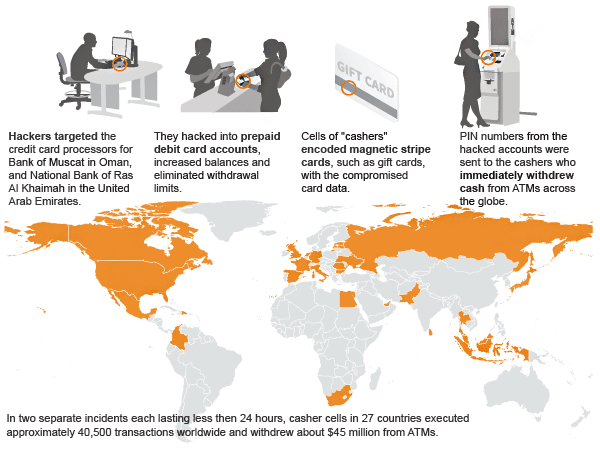 Hackers targeted the
credit card processors for
Bank of Muscat in Oman,
and National Bank of Ras
Al Khaimah in the United
Arab Emirates.
They hacked into prepaid
debit card accounts,
increased balances and
eliminated withdrawal
limits.
GIFT CARD
Cells of "cashers"
encoded magnetic stripe
cards, such as gift cards,
with the compromised
card data.
PIN numbers from the
hacked accounts were
sent to the cashers who
immediately withdrew
cash from ATMs across
the globe.
In two separate incidents each lasting less then 24 hours, casher cells in 27 countries executed
approximately 40,500 transactions worldwide and withdrew about $45 million from ATMs.